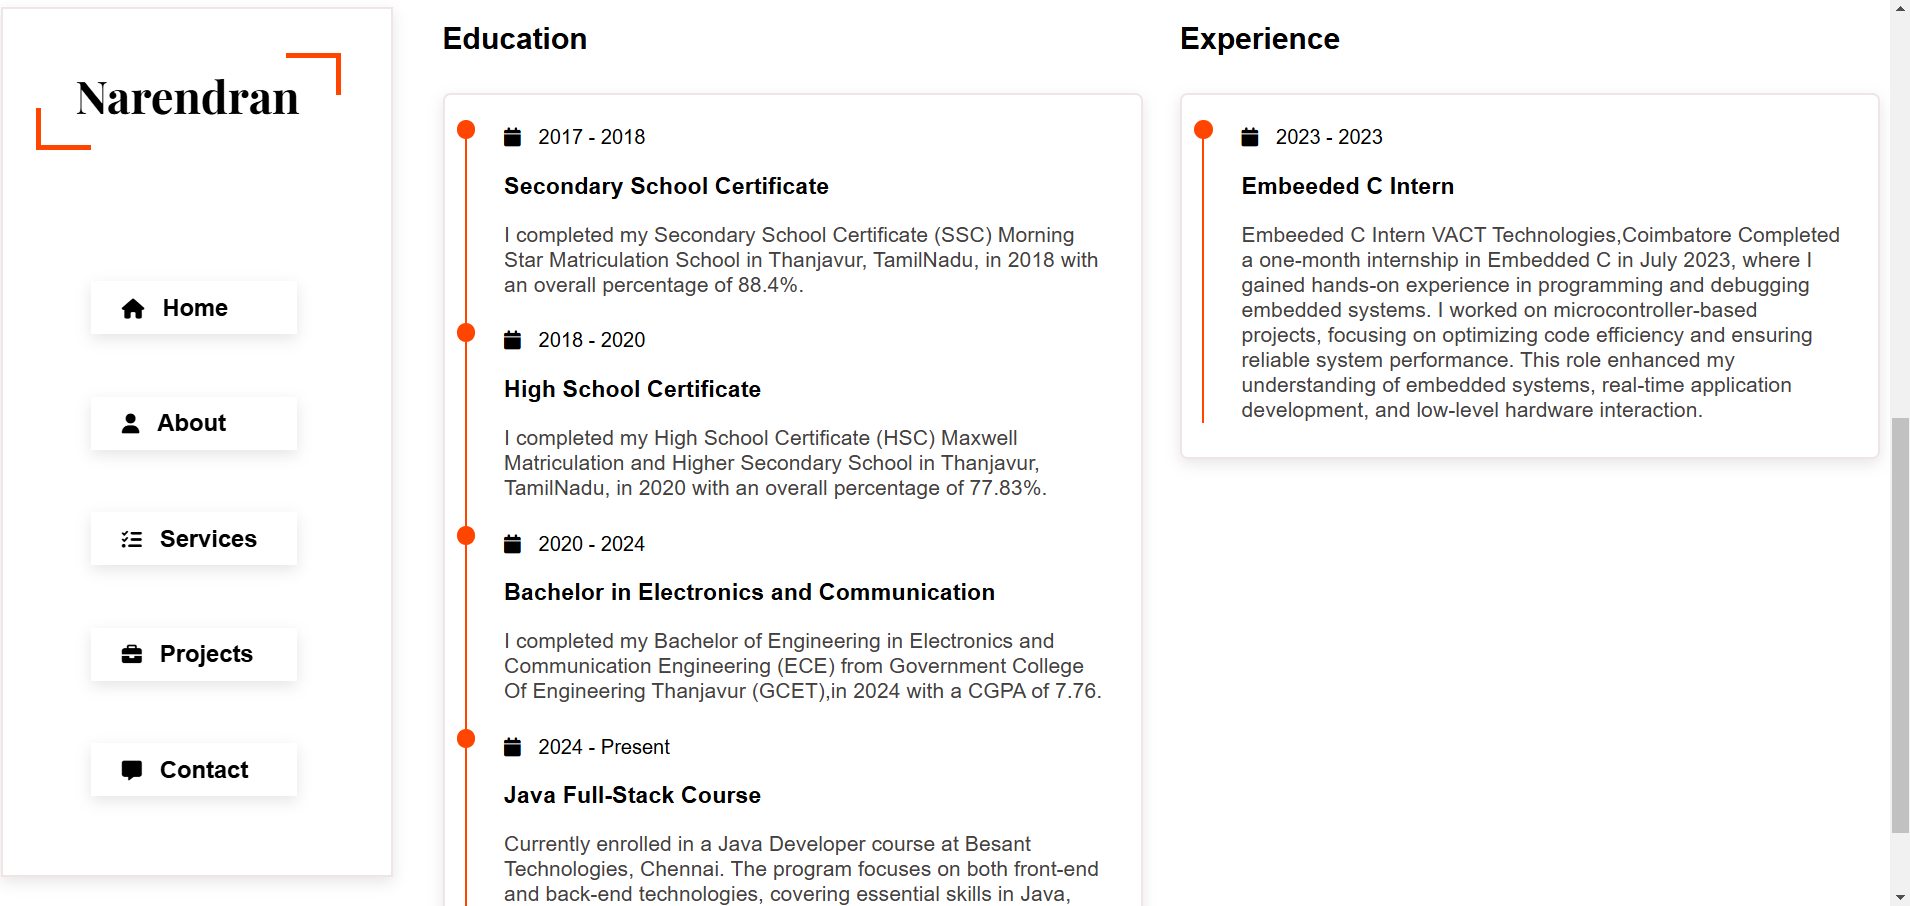 Narendran
Home
About
Services
Projects
Contact
Education
2017 - 2018
Secondary School Certificate
I completed my Secondary School Certificate (SSC) Morning
Star Matriculation School in Thanjavur, TamilNadu, in 2018 with
an overall percentage of 88.4%.
2018 - 2020
High School Certificate
I completed my High School Certificate (HSC) Maxwell
Matriculation and Higher Secondary School in Thanjavur,
TamilNadu, in 2020 with an overall percentage of 77.83%.
2020 - 2024
Bachelor in Electronics and Communication
I completed my Bachelor of Engineering in Electronics and
Communication Engineering (ECE) from Government College
Of Engineering Thanjavur (GCET),in 2024 with a CGPA of 7.76.
2024 - Present
Java Full-Stack Course
Currently enrolled in a Java Developer course at Besant
Technologies, Chennai. The program focuses on both front-end
and back-end technologies, covering essential skills in Java,
Experience
2023 - 2023
Embeeded C Intern
Embeeded C Intern VACT Technologies,Coimbatore Completed
a one-month internship in Embedded C in July 2023, where I
gained hands-on experience in programming and debugging
embedded systems. I worked on microcontroller-based
projects, focusing on optimizing code efficiency and ensuring
reliable system performance. This role enhanced my
understanding of embedded systems, real-time application
development, and low-level hardware interaction.